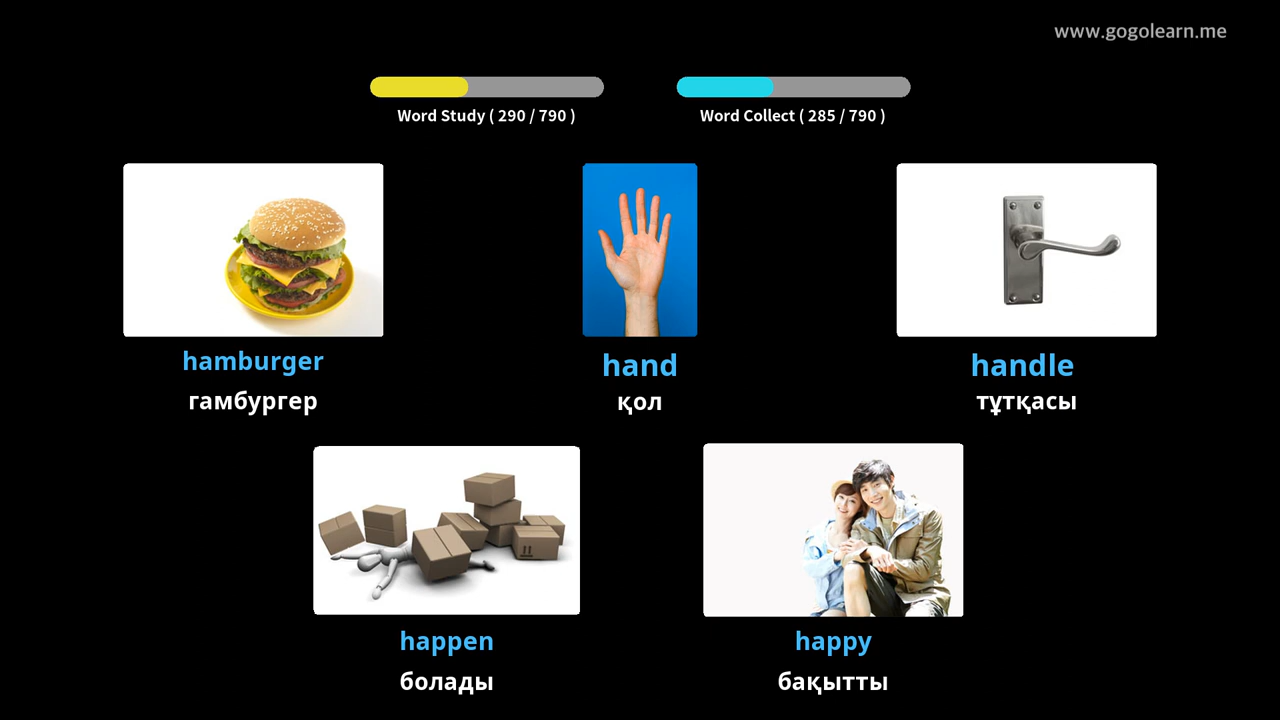 www.gogolearn.me
Word Study ( 290 / 790 )
Word Collect ( 285 / 790 )
hamburger
гамбургер
hand
қол
handle
тұтқасы
happen
болады
happy
бақытты